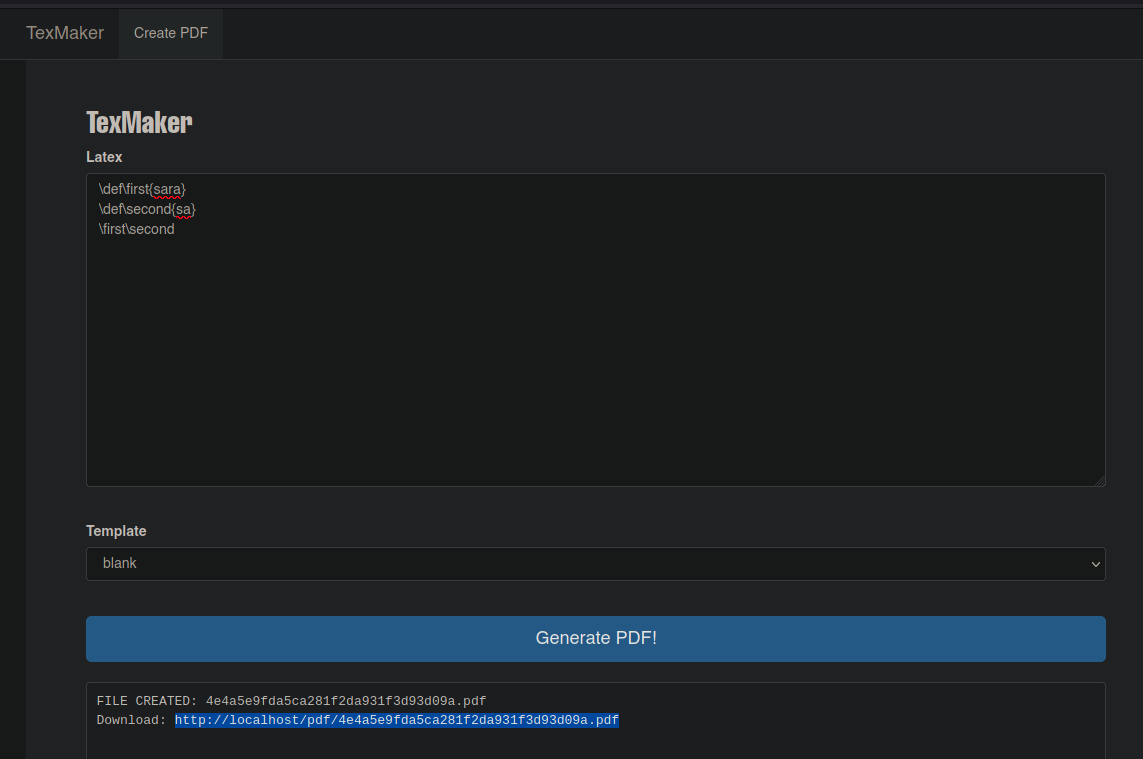 TexMaker Create PDF
TexMaker
Latex
\def\first{sara}
\def\second{sa}
\first\second
Template
blank
Generate PDF!
FILE CREATED: 4e4a5e9fda5ca281f2da931f3d93d09a.pdf
Download: http://localhost/pdf/4e4a5e9fda5ca281f2da931f3d93d09a.pdf